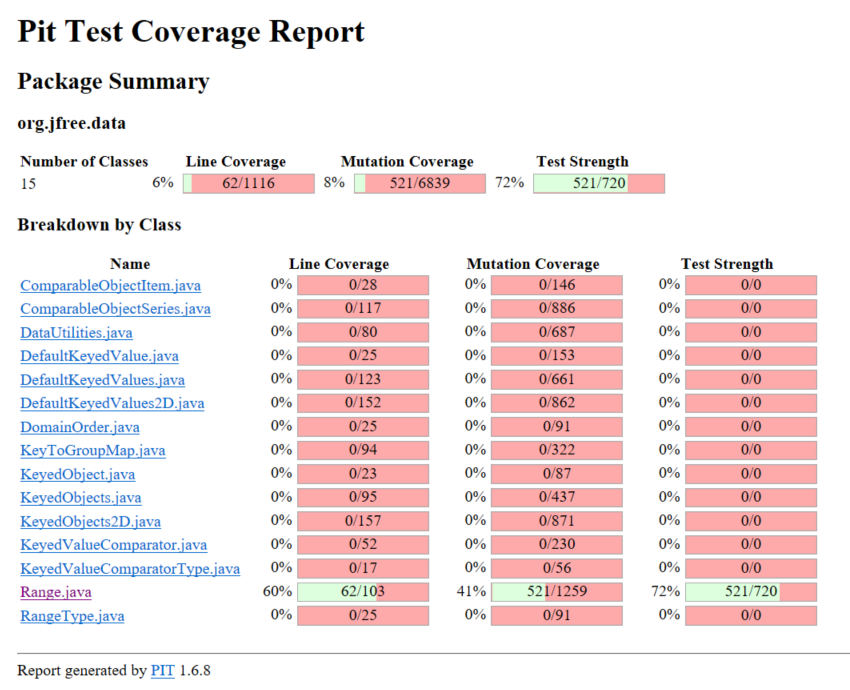 Pit Test Coverage Report
Package Summary
org.jfree.data
Number of Classes Line Coverage Mutation Coverage Test Strength
15 6% 62/1116 8% 521/6839 72% 521/720
Breakdown by Class
Name Line Coverage Mutation Coverage Test Strength
ComparableObjectItem.java 0% 0/28 0% 0/146 0% 0/0
ComparableObjectSeries.java 0% 0/117 0% 0/886 0% 0/0
DataUtilities.java 0% 0/80 0% 0/687 0% 0/0
DefaultKeyedValue.java 0% 0/25 0% 0/153 0% 0/0
DefaultKeyedValues.java 0% 0/123 0% 0/661 0% 0/0
DefaultKeyedValues2D.java 0% 0/152 0% 0/862 0% 0/0
DomainOrder.java 0% 0/25 0% 0/91 0% 0/0
KeyToGroupMap.java 0% 0/94 0% 0/322 0% 0/0
KeyedObject.java 0% 0/23 0% 0/87 0% 0/0
KeyedObjects.java 0% 0/95 0% 0/437 0% 0/0
KeyedObjects2D.java 0% 0/157 0% 0/871 0% 0/0
KeyedValueComparator.java 0% 0/52 0% 0/230 0% 0/0
KeyedValueComparatorType.java 0% 0/17 0% 0/56 0% 0/0
Range.java 60% 62/103 41% 521/1259 72% 521/720
RangeType.java 0% 0/25 0% 0/91 0% 0/0
Report generated by PIT 1.6.8